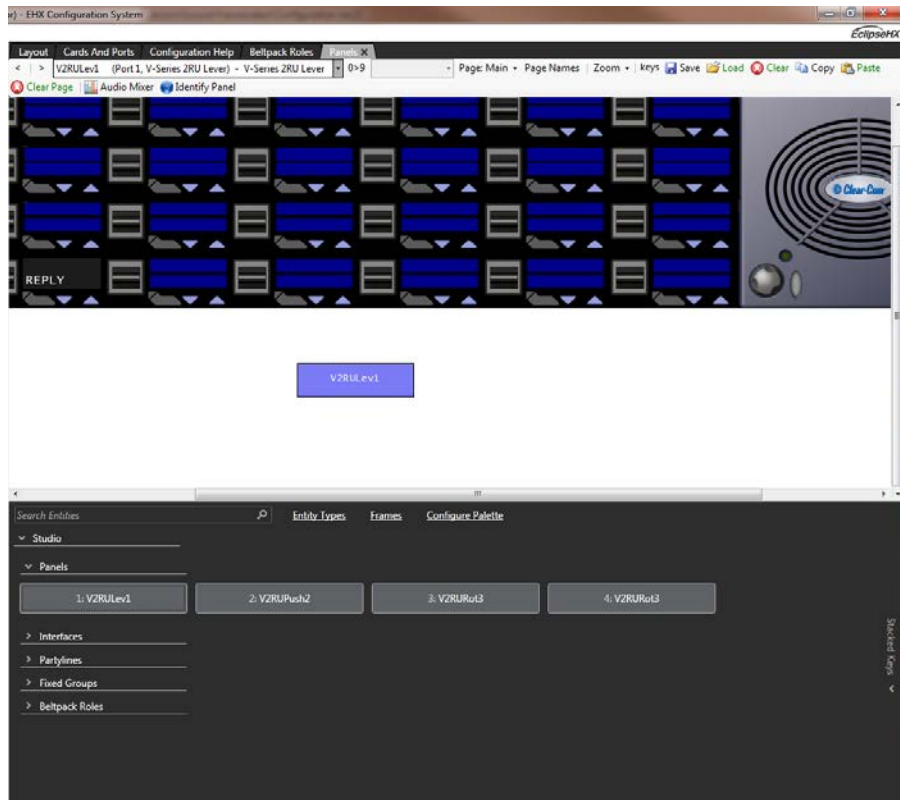 or) - EHX Configuration System
EclipseHX
Layout Cards And Ports Configuration Help Beltpack Roles Panels X
< > V2RULev1 (Port 1, V-Series 2RU Lever) - V-Series 2RU Lever 0>9 Page: Main Page Names Zoom keys Save Load Clear Copy Paste
Clear Page Audio Mixer Identify Panel
Clear-Com
REPLY
V2RULev1
Search Entities Entity Types Frames Configure Palette
Studio
Panels
1: V2RULev1 2: V2RUPush2 3: V2RURot3 4: V2RURot3
Interfaces
Partylines
Fixed Groups
Beltpack Roles
Stacked Keys